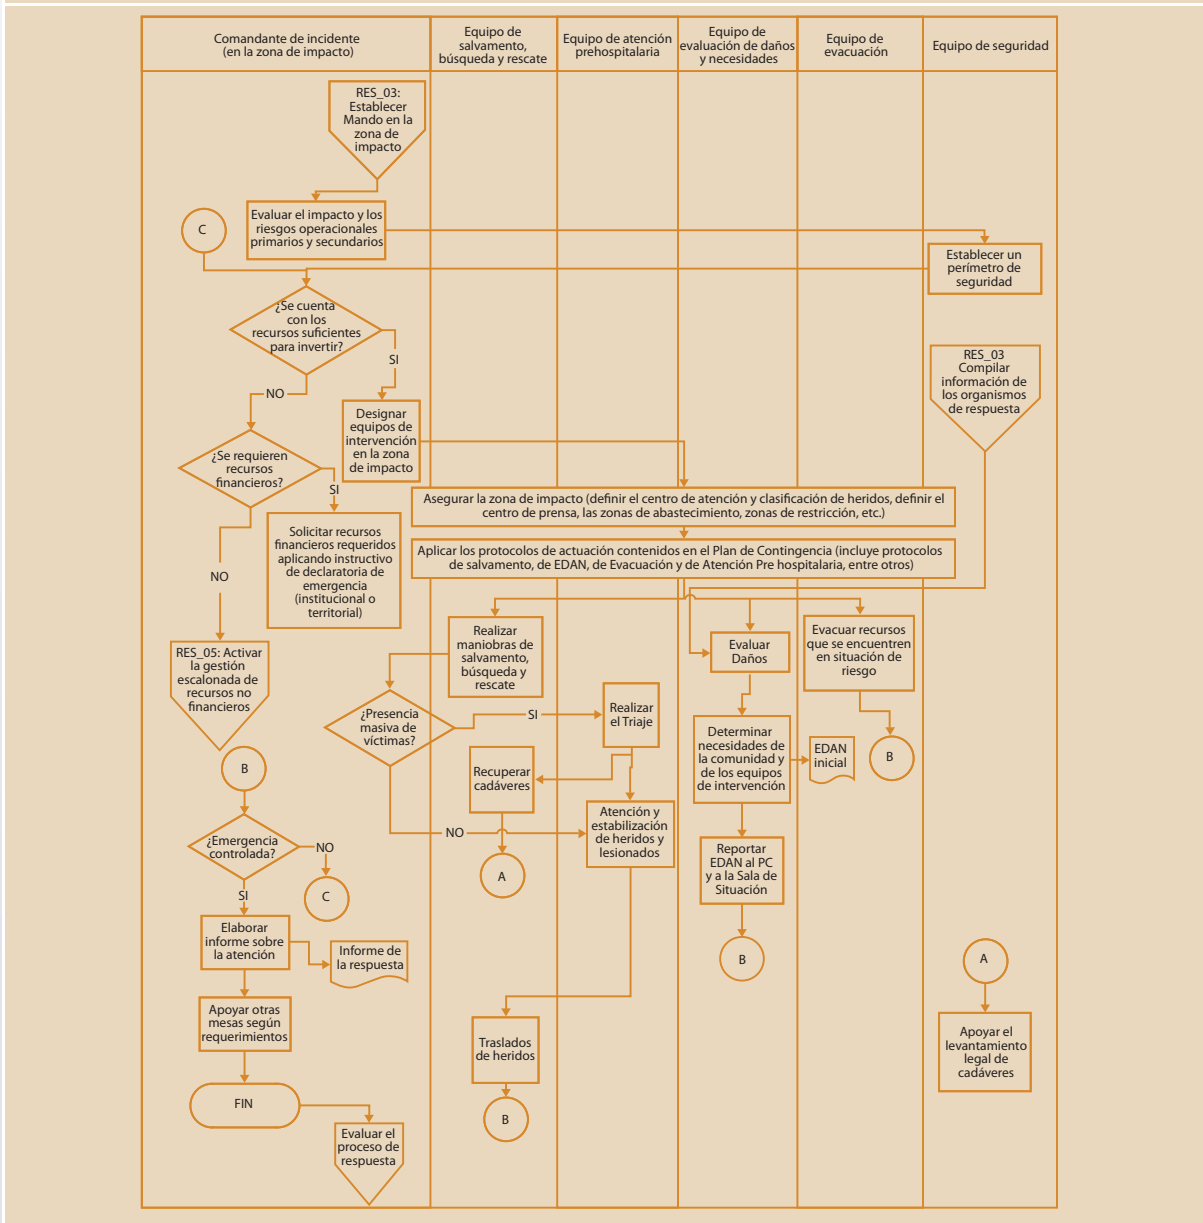 Comandante de incidente
(en la zona de impacto)
Equipo de
salvamento,
búsqueda y rescate
Equipo de atención
prehospitalaria
Equipo de
evaluación de daños
y necesidades
Equipo de
evacuación
Equipo de seguridad
RES_03:
Establecer
Mando en la
zona de
impacto
C
Evaluar el impacto y los
riesgos operacionales
primarios y secundarios
Establecer un
perímetro de
seguridad
¿Se cuenta
con los
recursos suficientes
para invertir?
SI
NO
RES_03
Compilar
información de
los organismos
de respuesta
Designar
equipos de
intervención
en la zona
de impacto
¿Se requieren
recursos
financieros?
SI
NO
Asegurar la zona de impacto (definir el centro de atención y clasificación de heridos, definir el
centro de prensa, las zonas de abastecimiento, zonas de restricción, etc.)
Solicitar recursos
financieros requeridos
aplicando instructivo
de declaratoria de
emergencia
(institucional o
territorial)
Aplicar los protocolos de actuación contenidos en el Plan de Contingencia (incluye protocolos
de salvamento, de EDAN, de Evacuación y de Atención Pre hospitalaria, entre otros)
RES_05: Activar
la gestión
escalonada de
recursos no
financieros
Realizar
maniobras de
salvamento,
búsqueda y
rescate
Evaluar
Daños
Evacuar recursos
que se encuentren
en situación de
riesgo
¿Presencia
masiva de
víctimas?
SI
NO
Realizar
el Triaje
Determinar
necesidades de
la comunidad y
de los equipos
de intervención
EDAN
inicial
B
B
Recuperar
cadáveres
Atención y
estabilización
de heridos y
lesionados
¿Emergencia
controlada?
NO
SI
C
A
Reportar
EDAN al PC
y a la Sala de
Situación
B
Elaborar
informe sobre
la atención
Informe de
la respuesta
A
Apoyar otras
mesas según
requerimientos
Traslados
de heridos
Apoyar el
levantamiento
legal de
cadáveres
FIN
B
Evaluar el
proceso de
respuesta